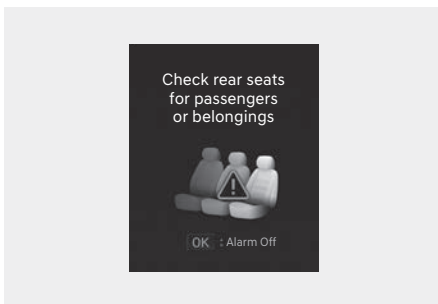 Check rear seats
for passengers
or belongings
OK : Alarm Off